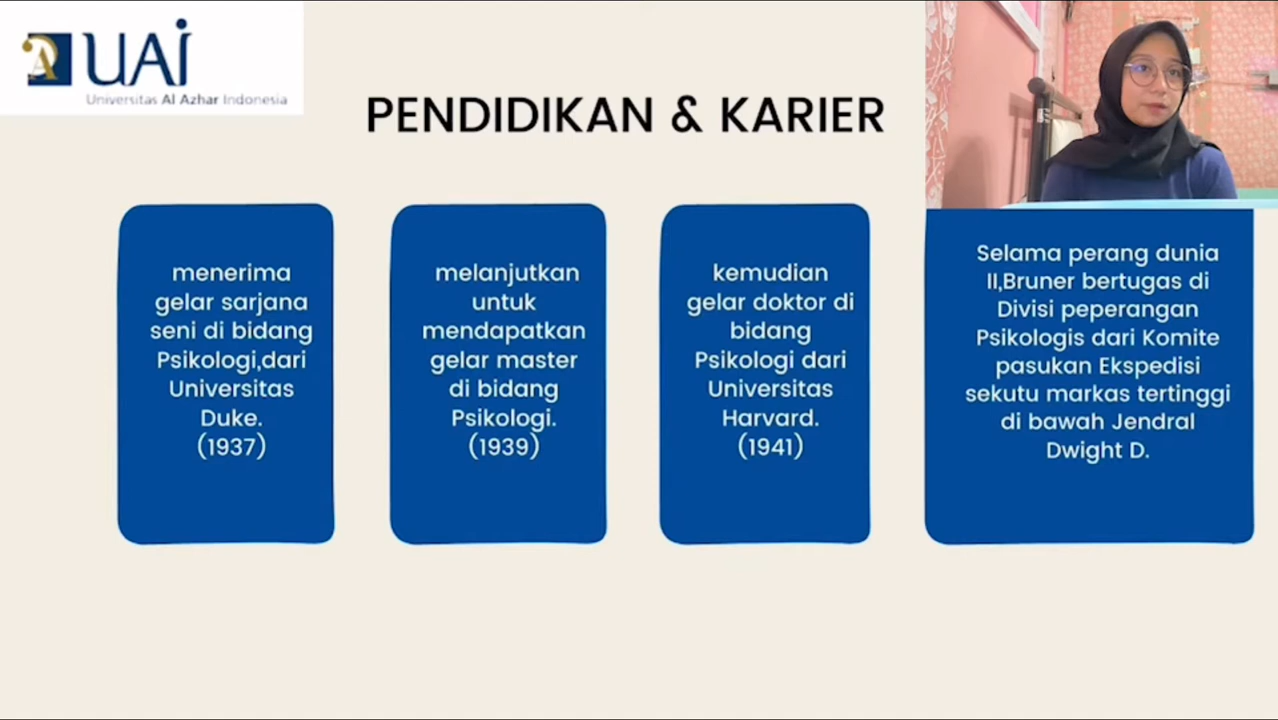 UAI
Universitas Al Azhar Indonesia
PENDIDIKAN & KARIER
menerima
gelar sarjana
seni di bidang
Psikologi,dari
Universitas
Duke.
(1937)
melanjutkan
untuk
mendapatkan
gelar master
di bidang
Psikologi.
(1939)
kemudian
gelar doktor di
bidang
Psikologi dari
Universitas
Harvard.
(1941)
Selama perang dunia
II,Bruner bertugas di
Divisi peperangan
Psikologis dari Komite
pasukan Ekspedisi
sekutu markas tertinggi
di bawah Jendral
Dwight D.